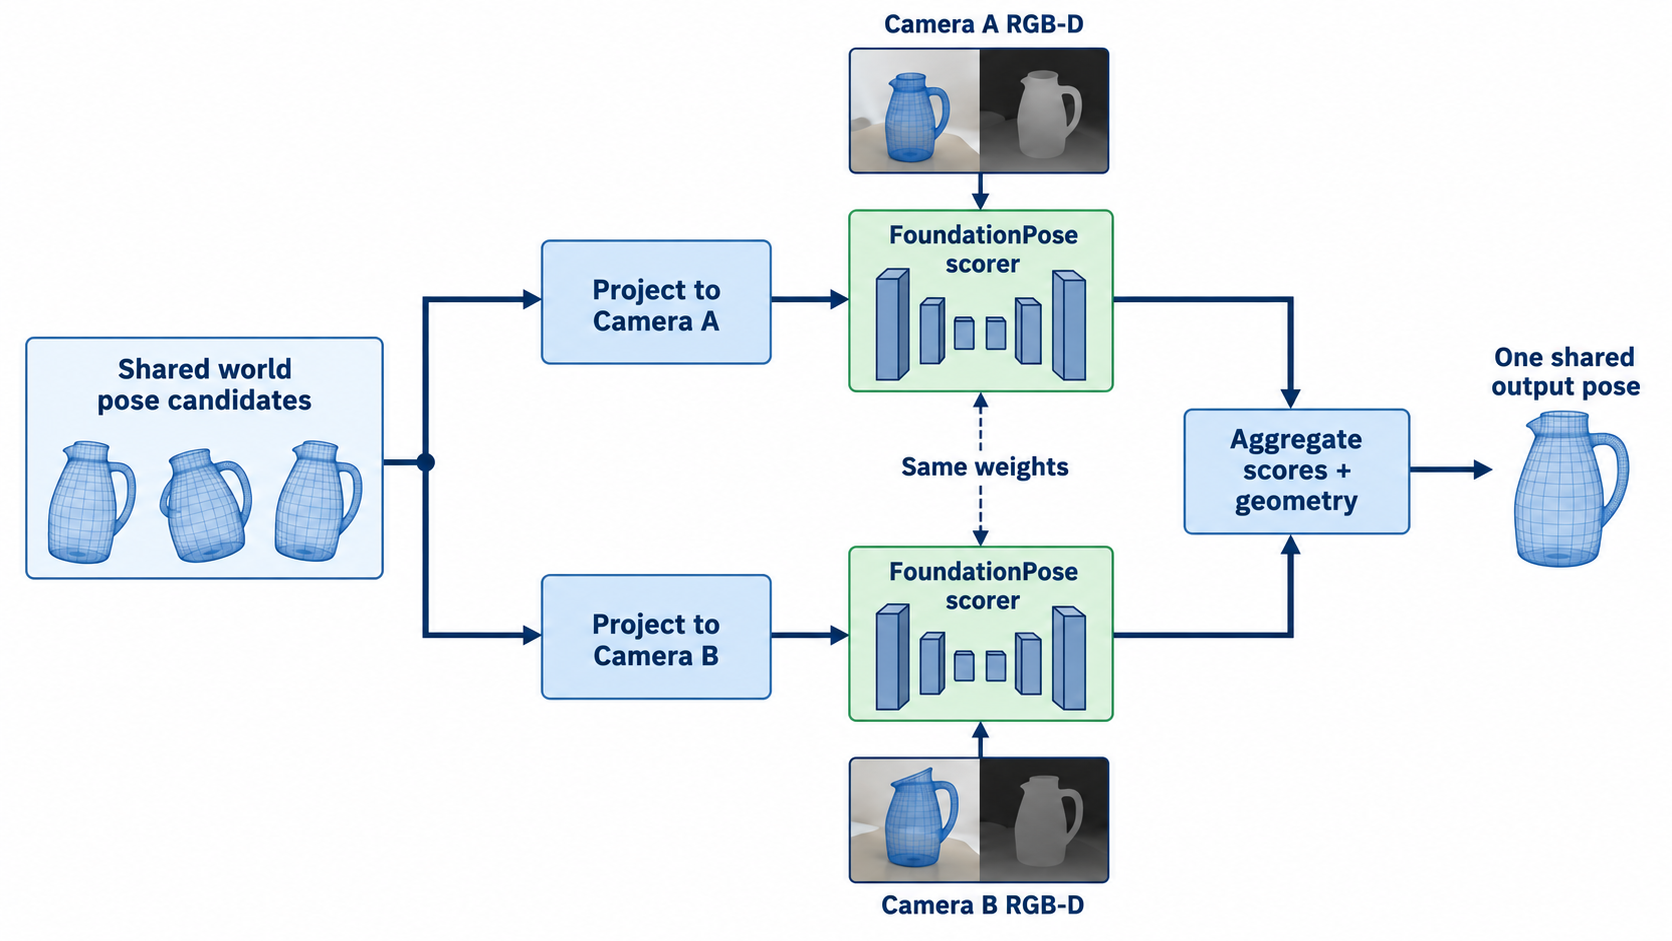 Camera A RGB-D
FoundationPose
scorer
Project to
Camera A
Shared world
pose candidates
One shared
output pose
Aggregate
scores +
geometry
Same weights
FoundationPose
scorer
Project to
Camera B
Camera B RGB-D